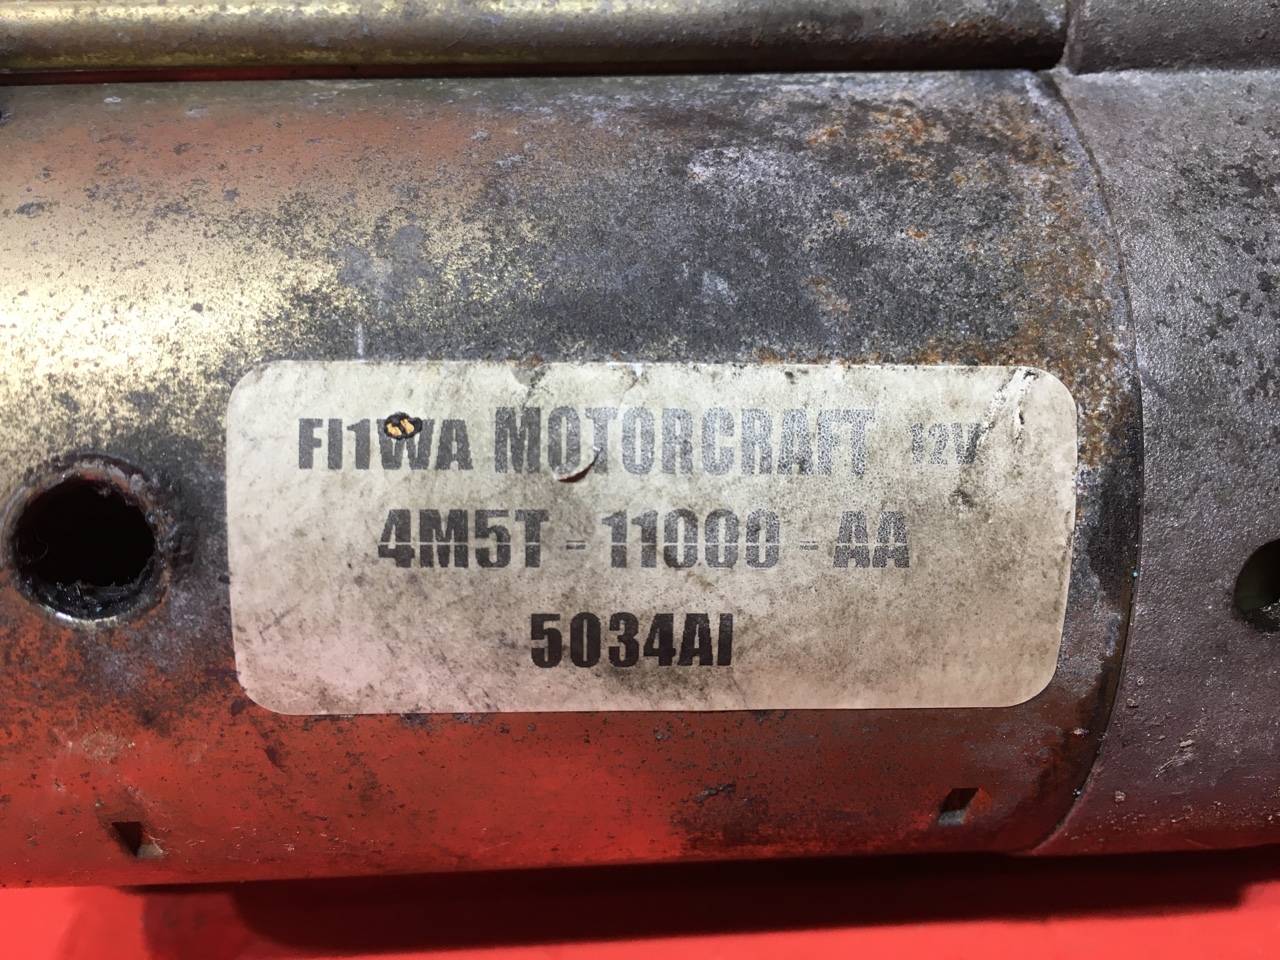 FI1WA MOTORCRAFT 12V
4M5T - 11000 - AA
5034AI